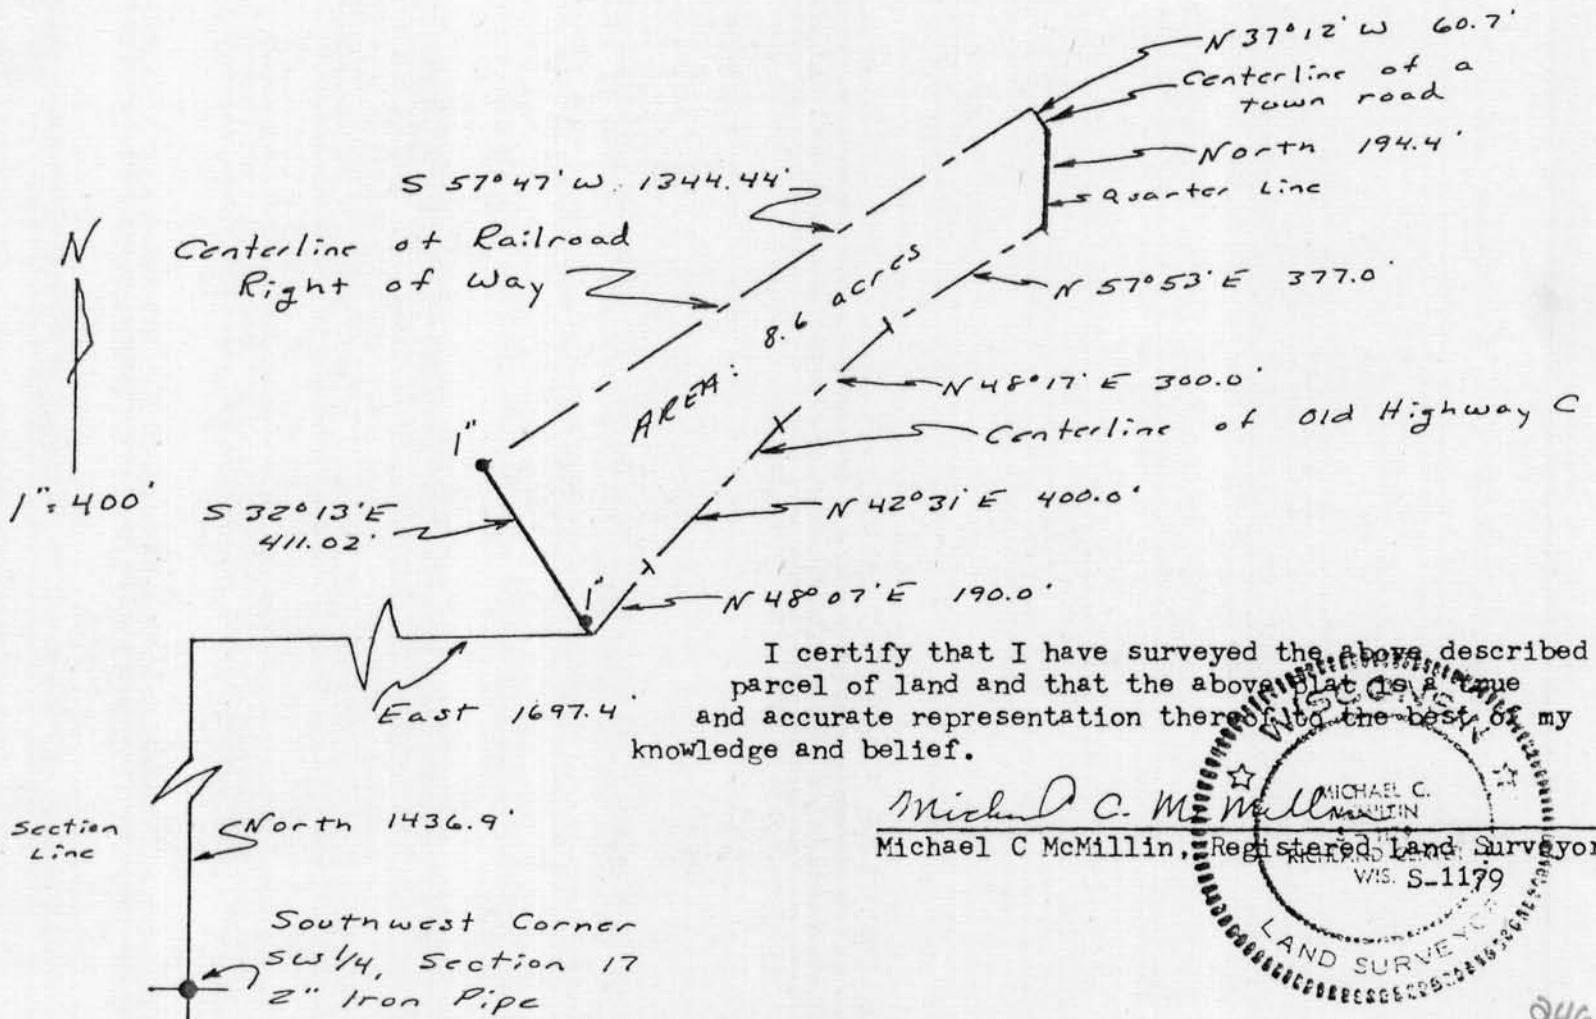 N 37°12' W 60.7'
Centerline of a
town road
North 194.4'
Quarter Line
S 57°47' W 1344.44'
N
Centerline of Railroad
Right of Way
N 57°53' E 377.0'
AREA: 8.6 acres
N 48°17' E 300.0'
Centerline of Old Highway C
1"
1" = 400'
S 32°13' E
411.02'
N 42°31' E 400.0'
1"
N 48°07' E 190.0'
East 1697.4'
I certify that I have surveyed the above described
parcel of land and that the above plat is a true
and accurate representation thereof to the best of my
knowledge and belief.
Section
Line
North 1436.9'
Michael C. McMillin
Michael C McMillin, Registered Land Surveyor
S-1179
WISCONSIN
MICHAEL C.
RICHLAND CENTER
WIS.
LAND SURVEYOR
Southwest Corner
SW 1/4, Section 17
2" Iron Pipe